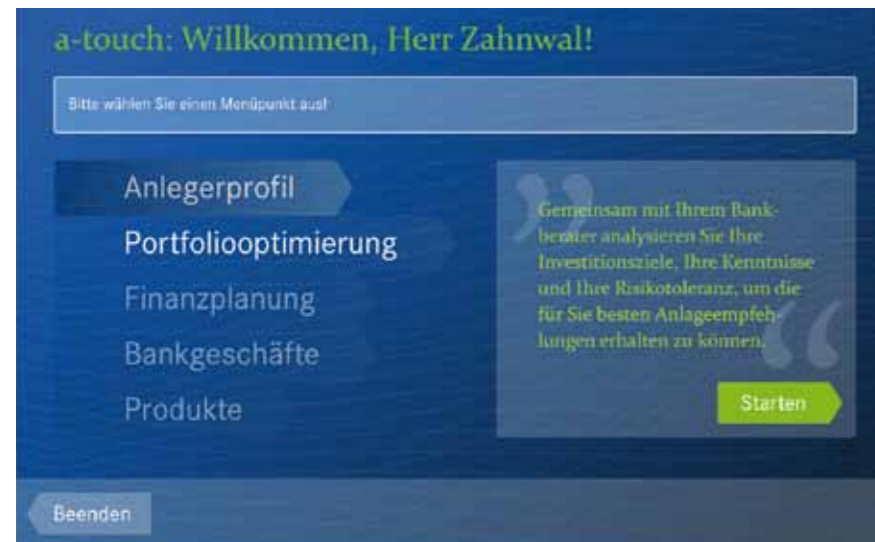 a-touch: Willkommen, Herr Zahnwal!
Bitte wählen Sie einen Menüpunkt aus!
Anlegerprofil
Portfoliooptimierung
Finanzplanung
Bankgeschäfte
Produkte
Gemeinsam mit Ihrem Bank-
berater analysieren Sie Ihre
Investitionsziele, Ihre Kenntnisse
und Ihre Risikotoleranz, um die
für Sie besten Anlageempfeh-
lungen erhalten zu können.
Starten
Beenden